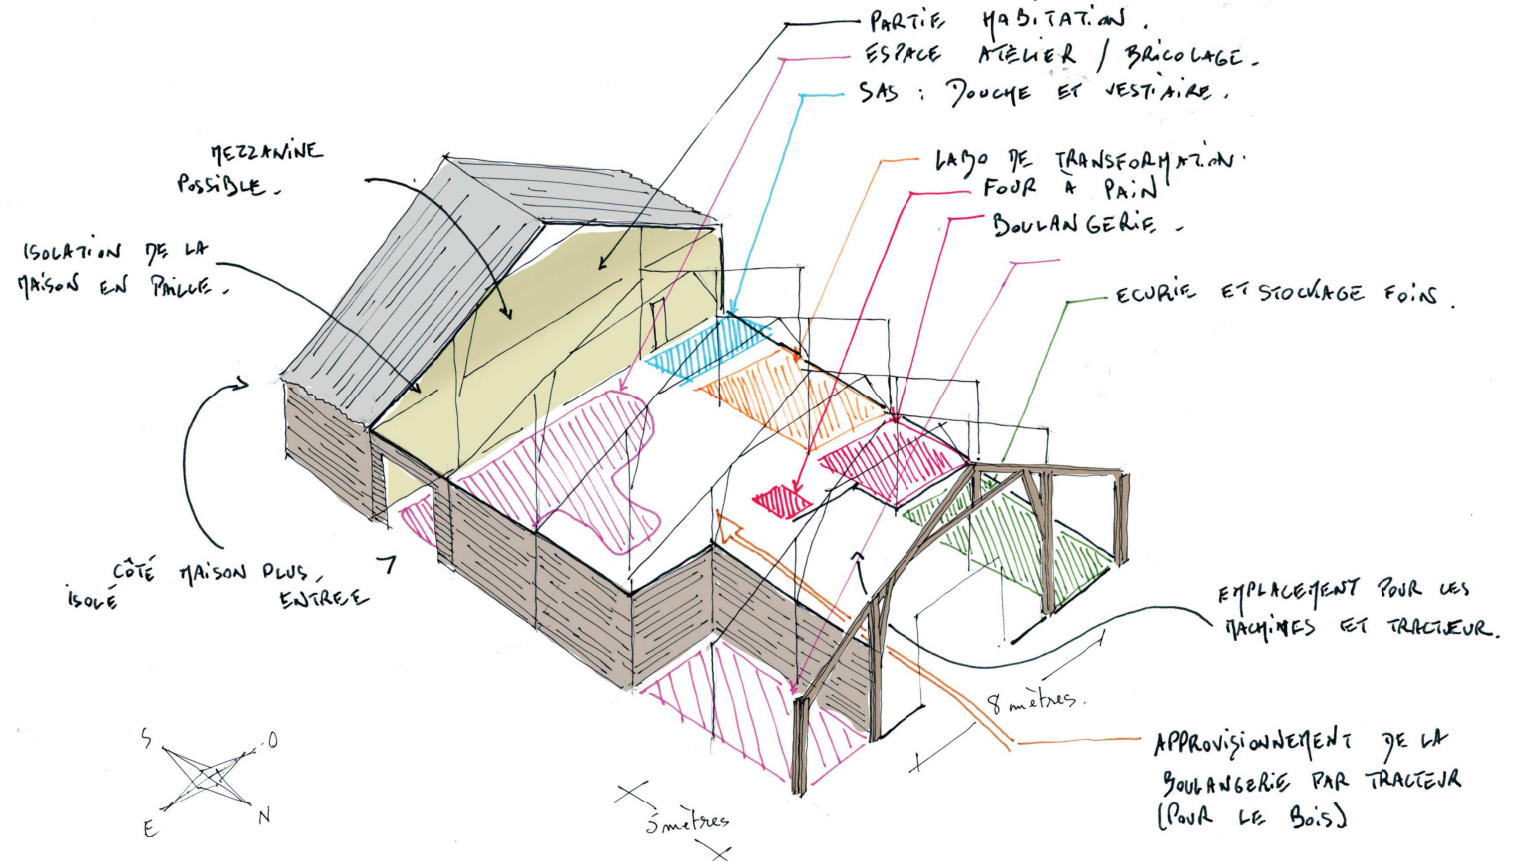 PARTIE HABITATION.
ESPACE ATELIER / BRICOLAGE.
SAS : DOUCHE ET VESTIAIRE.
MEZZANINE
POSSIBLE.
LABO DE TRANSFORMATION.
FOUR À PAIN
BOULANGERIE.
ISOLATION DE LA
MAISON EN PAILLE.
ECURIE ET STOCKAGE FOIN.
CÔTÉ MAISON PLUS
ISOLÉ
ENTREE
EMPLACEMENT POUR LES
MACHINES ET TRACTEUR.
8 mètres.
APPROVISIONNEMENT DE LA
BOULANGERIE PAR TRACTEUR
(POUR LE BOIS)
5 mètres
S
O
E
N